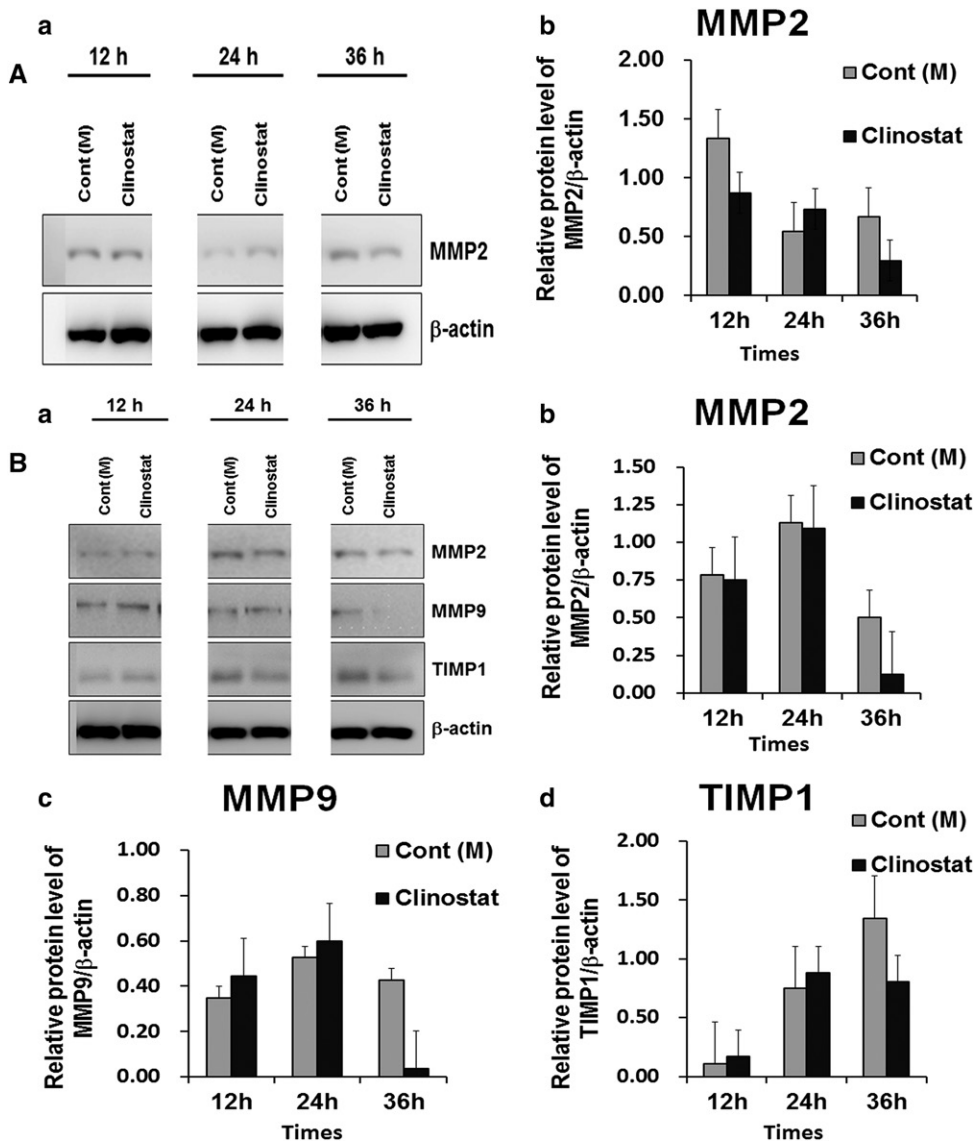 a
A
12 h
24 h
36 h
Cont (M)
Clinostat
Cont (M)
Clinostat
Cont (M)
Clinostat
MMP2
β-actin
b
MMP2
Relative protein level of
MMP2/β-actin
2.00
1.50
1.00
0.50
0.00
Cont (M)
Clinostat
12h
24h
36h
Times
a
B
12 h
24 h
36 h
Cont (M)
Clinostat
Cont (M)
Clinostat
Cont (M)
Clinostat
MMP2
MMP9
TIMP1
β-actin
b
MMP2
Relative protein level of
MMP2/β-actin
1.50
1.25
1.00
0.75
0.50
0.25
0.00
Cont (M)
Clinostat
12h
24h
36h
Times
c
MMP9
Relative protein level of
MMP9/β-actin
1.00
0.80
0.60
0.40
0.20
0.00
Cont (M)
Clinostat
12h
24h
36h
Times
d
TIMP1
Relative protein level of
TIMP1/β-actin
2.00
1.50
1.00
0.50
0.00
Cont (M)
Clinostat
12h
24h
36h
Times